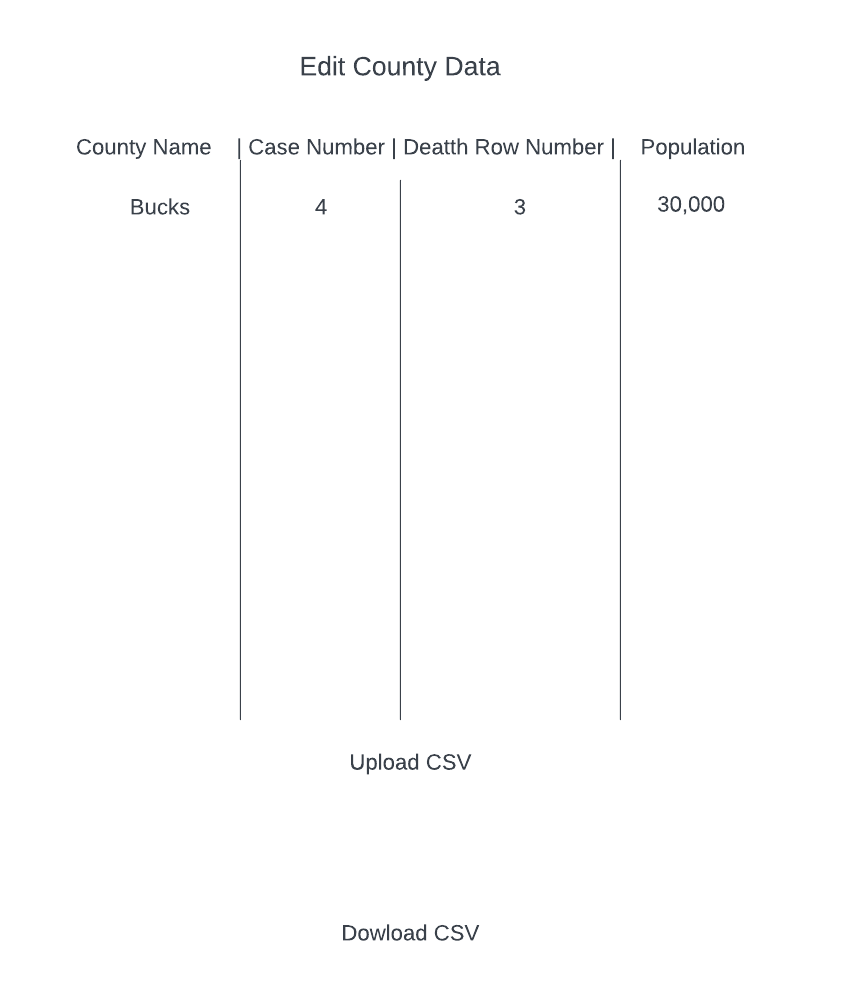 Edit County Data
County Name | Case Number | Deatth Row Number | Population
Bucks 4 3 30,000
Upload CSV
Dowload CSV